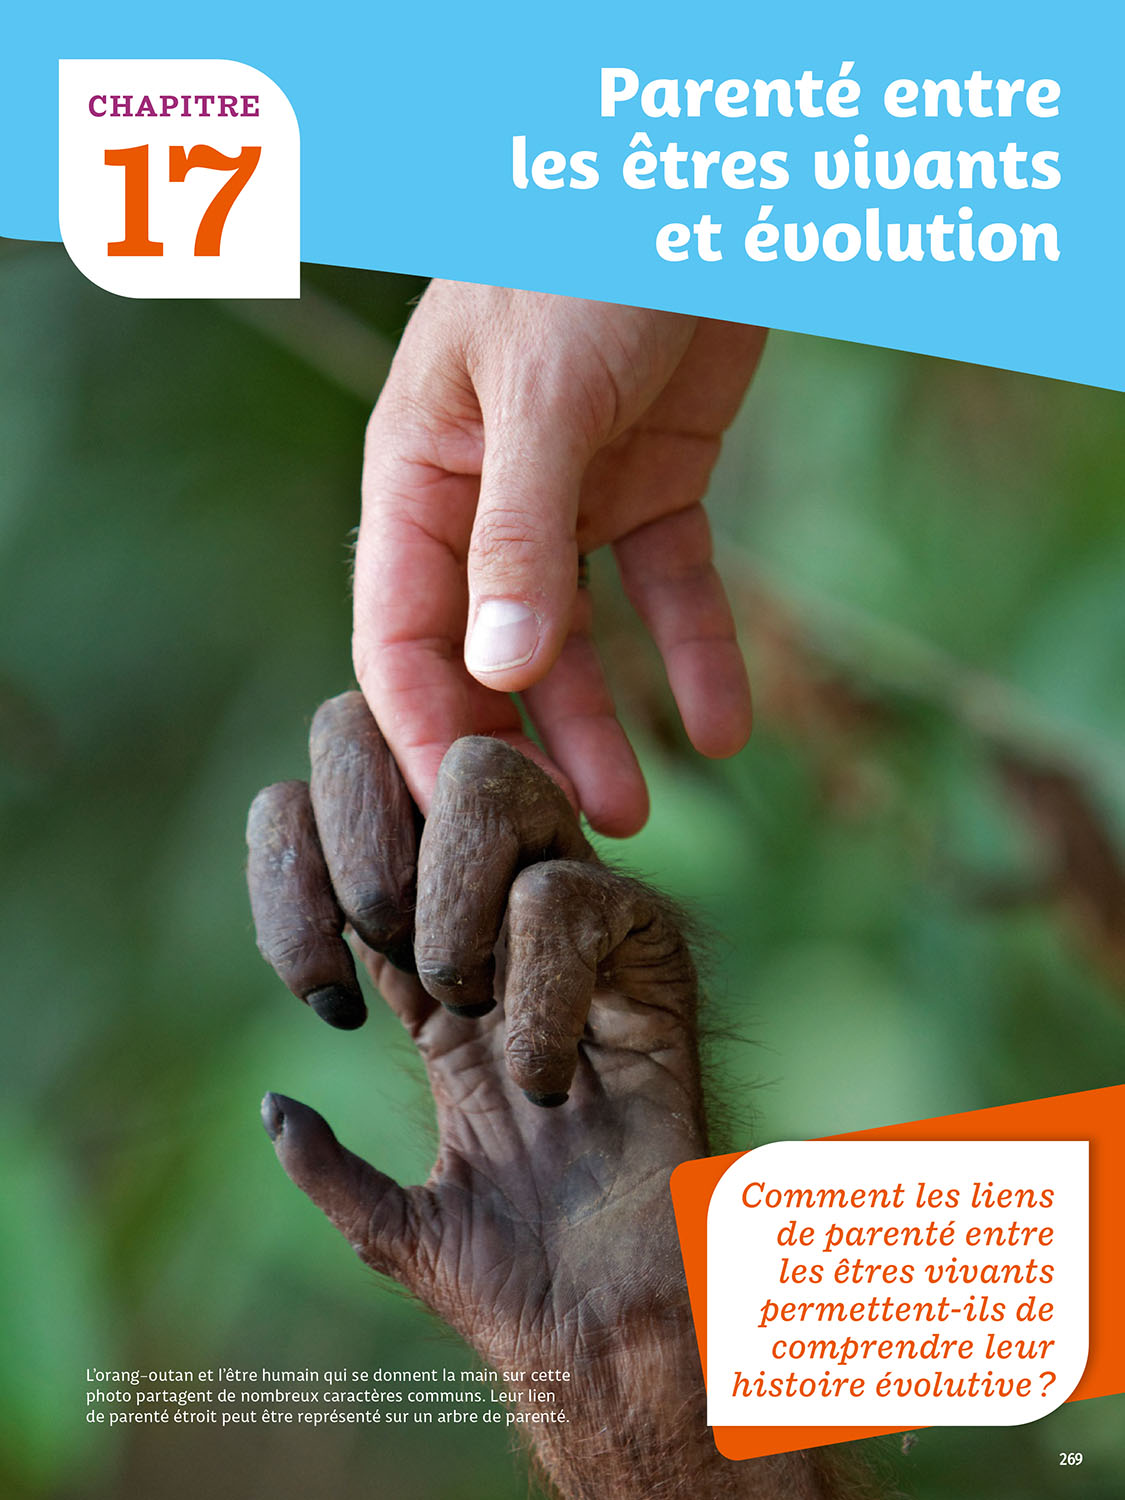 CHAPITRE
17
Parenté entre
les êtres vivants
et évolution
Comment les liens
de parenté entre
les êtres vivants
permettent-ils de
comprendre leur
histoire évolutive ?
L'orang-outan et l'être humain qui se donnent la main sur cette
photo partagent de nombreux caractères communs. Leur lien
de parenté étroit peut être représenté sur un arbre de parenté.
269